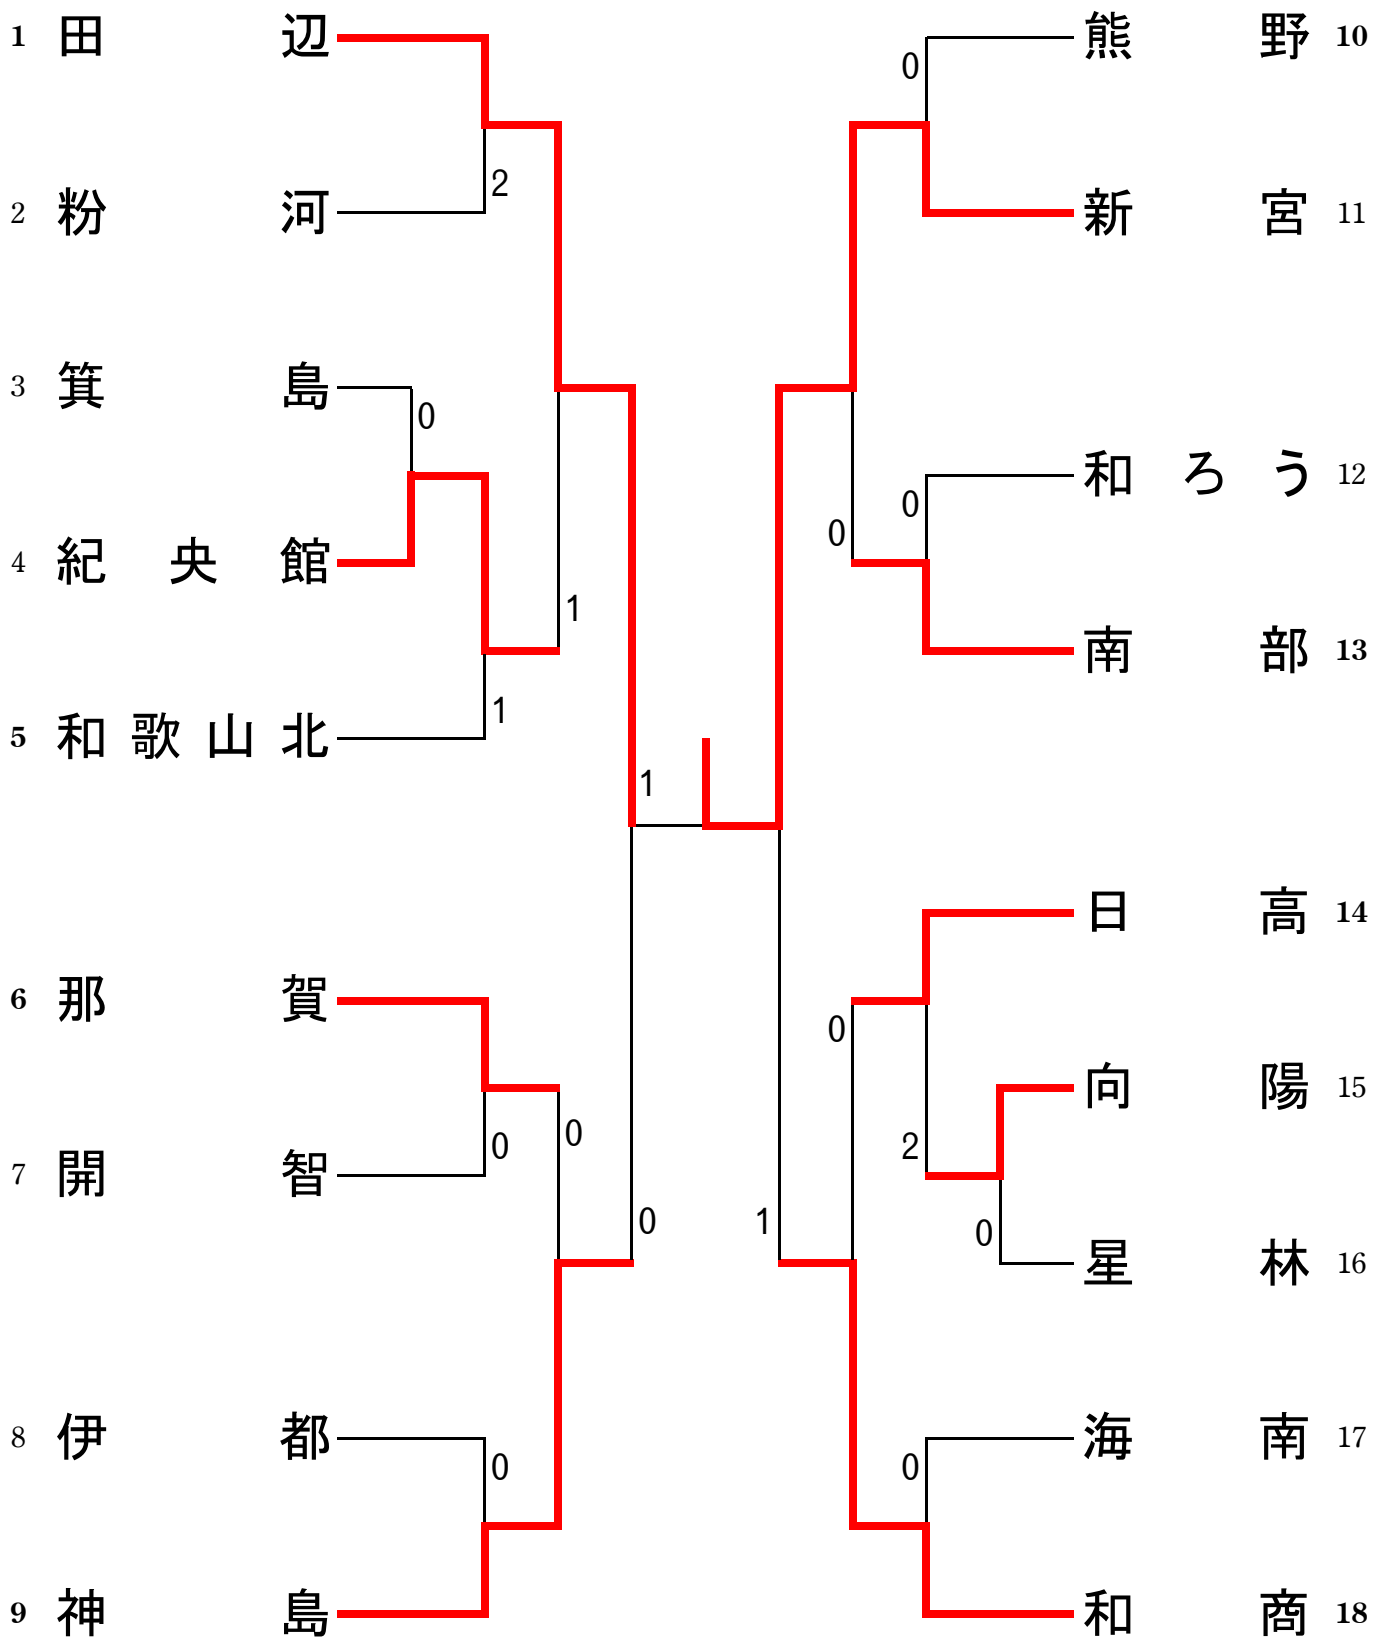 1 田辺
2
2 粉河
3 箕島
0
4 紀央館
1
5 和歌山北
1
1
6 那賀
0
7 開智
0
0
8 伊都
0
9 神島
熊野 10
0
新宮 11
和ろう 12
0
0
南部 13
日高 14
0
向陽 15
2
1
0
星林 16
海南 17
0
和商 18